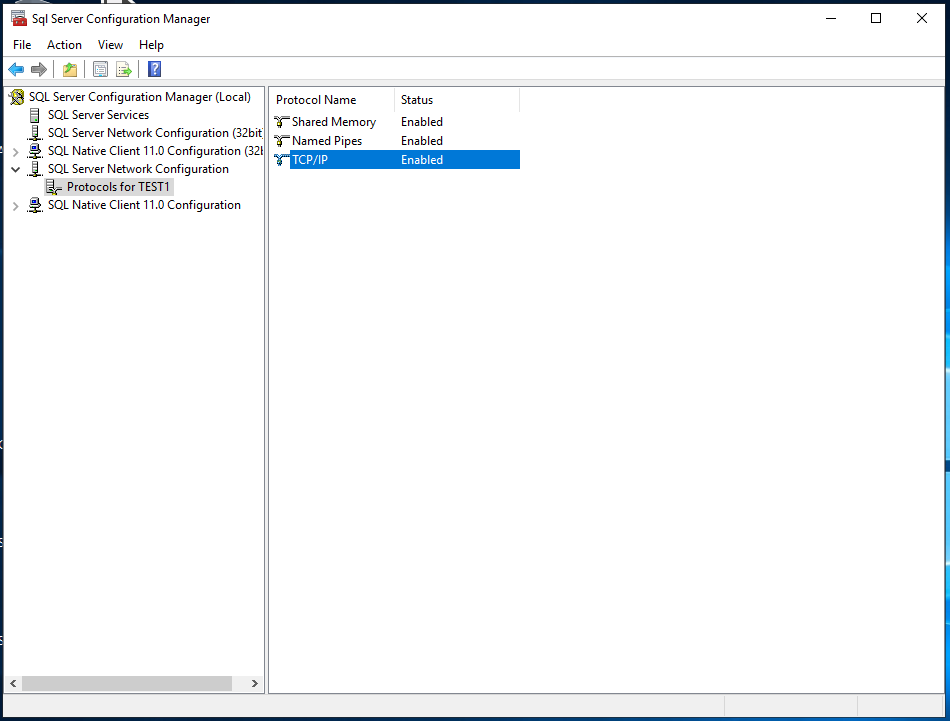 Sql Server Configuration Manager
File Action View Help
SQL Server Configuration Manager (Local)
SQL Server Services
SQL Server Network Configuration (32bit
SQL Native Client 11.0 Configuration (32b
SQL Server Network Configuration
Protocols for TEST1
SQL Native Client 11.0 Configuration
Protocol Name Status
Shared Memory Enabled
Named Pipes Enabled
TCP/IP Enabled